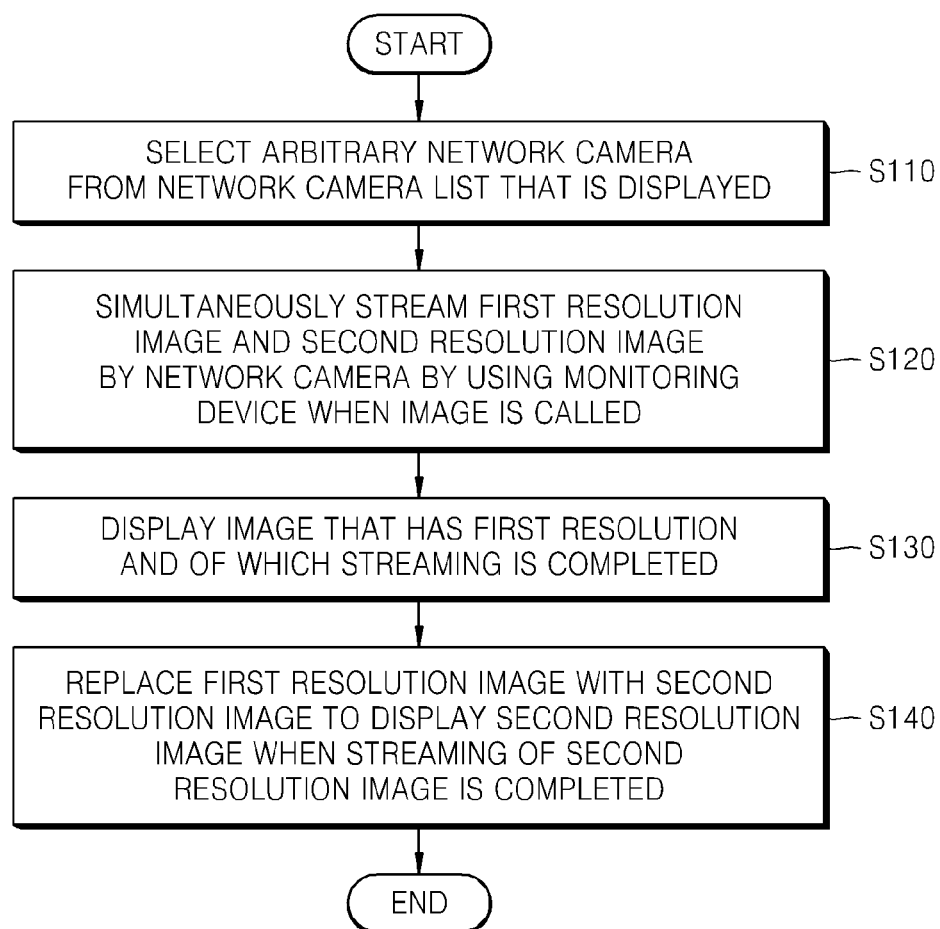 START
SELECT ARBITRARY NETWORK CAMERA
FROM NETWORK CAMERA LIST THAT IS DISPLAYED
S110
SIMULTANEOUSLY STREAM FIRST RESOLUTION
IMAGE AND SECOND RESOLUTION IMAGE
BY NETWORK CAMERA BY USING MONITORING
DEVICE WHEN IMAGE IS CALLED
S120
DISPLAY IMAGE THAT HAS FIRST RESOLUTION
AND OF WHICH STREAMING IS COMPLETED
S130
REPLACE FIRST RESOLUTION IMAGE WITH SECOND
RESOLUTION IMAGE TO DISPLAY SECOND RESOLUTION
IMAGE WHEN STREAMING OF SECOND
RESOLUTION IMAGE IS COMPLETED
S140
END